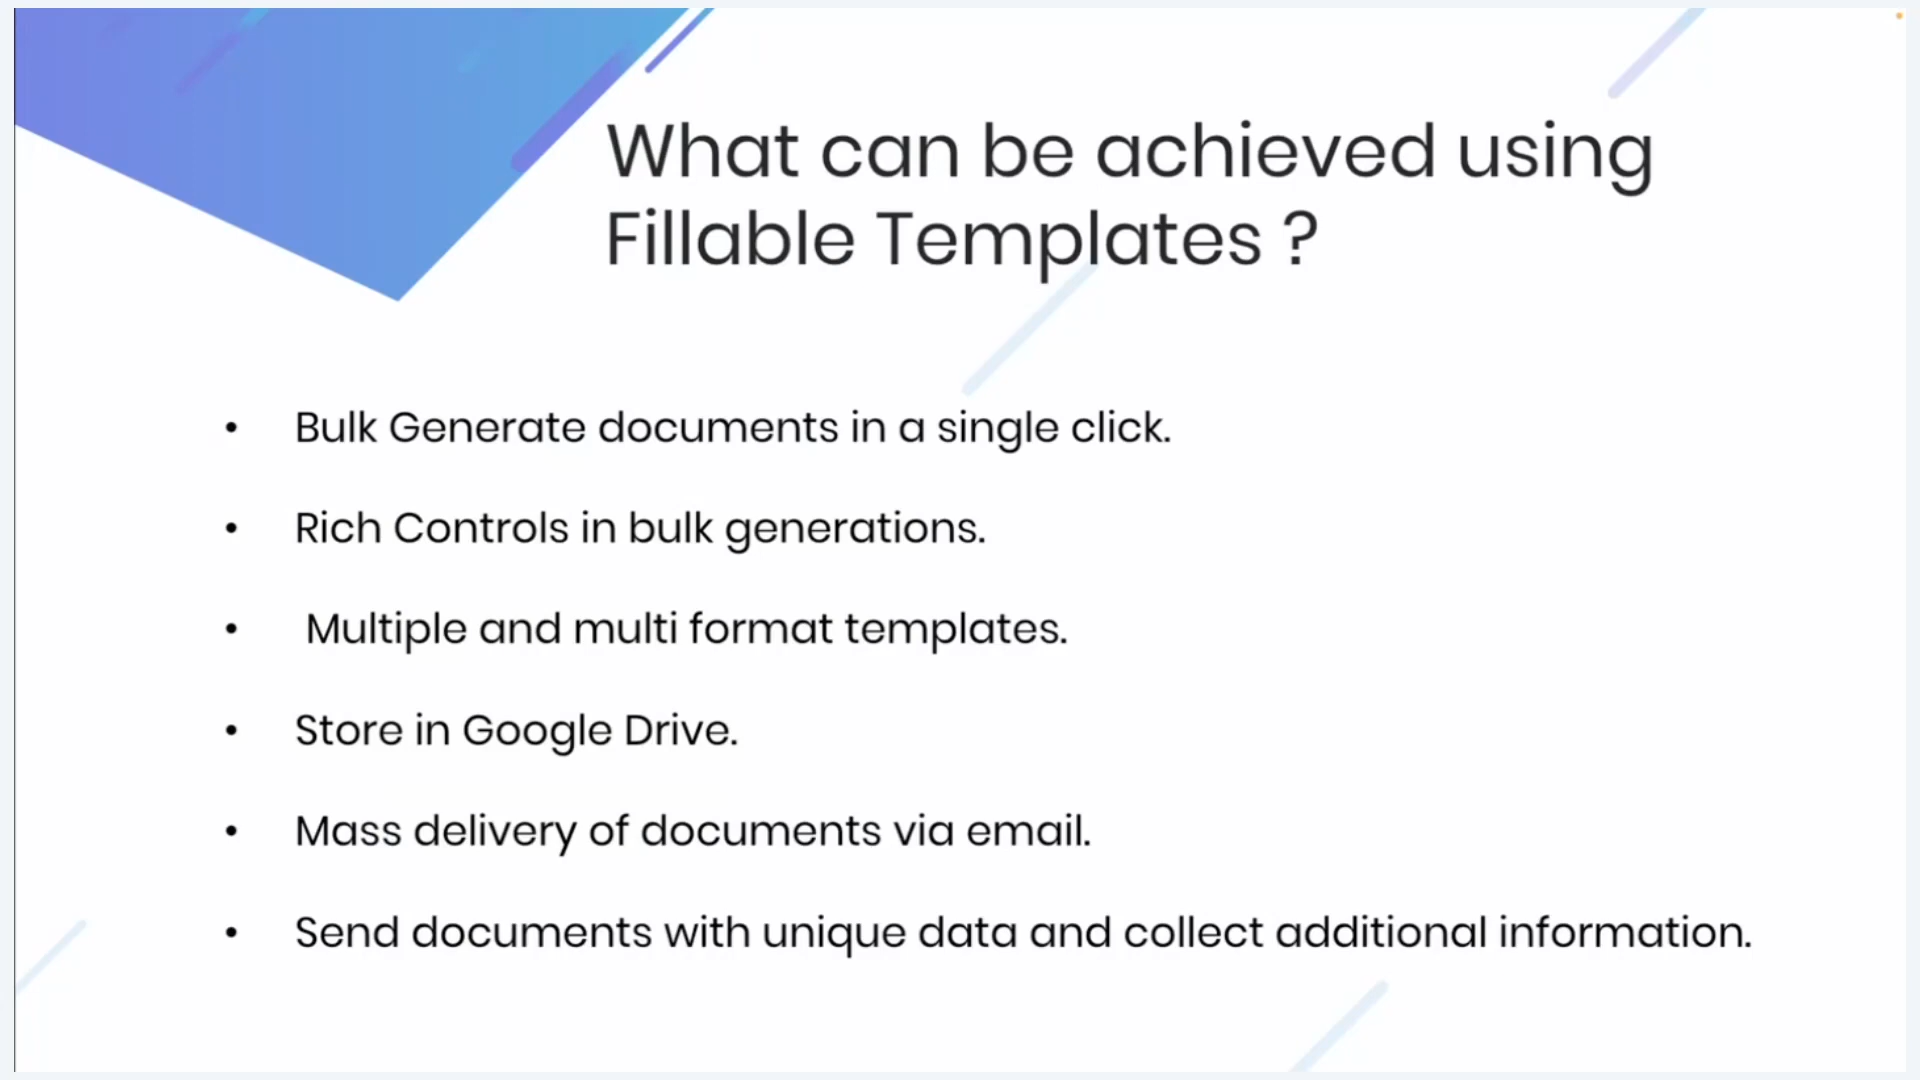 What can be achieved using
Fillable Templates ?
• Bulk Generate documents in a single click.
• Rich Controls in bulk generations.
• Multiple and multi format templates.
• Store in Google Drive.
• Mass delivery of documents via email.
• Send documents with unique data and collect additional information.